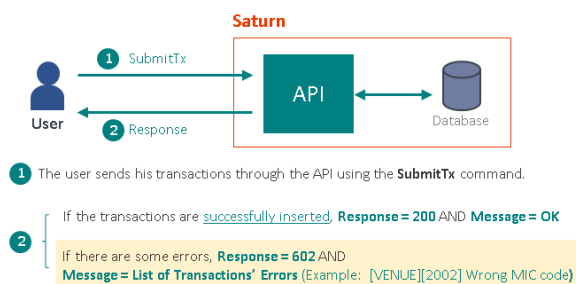 Saturn
1 SubmitTx
API
User
2 Response
Database
1 The user sends his transactions through the API using the SubmitTx command.
If the transactions are successfully inserted, Response = 200 AND Message = OK
2
If there are some errors, Response = 602 AND
Message = List of Transactions' Errors (Example: [VENUE][2002] Wrong MIC code)